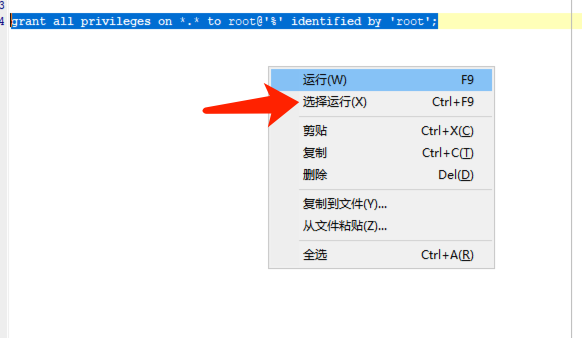 3
4 grant all privileges on *.* to root@'%' identified by 'root';
运行(W) F9
选择运行(X) Ctrl+F9
剪贴 Ctrl+X(C)
复制 Ctrl+C(T)
删除 Del(D)
复制到文件(Y)...
从文件粘贴(Z)...
全选 Ctrl+A(R)